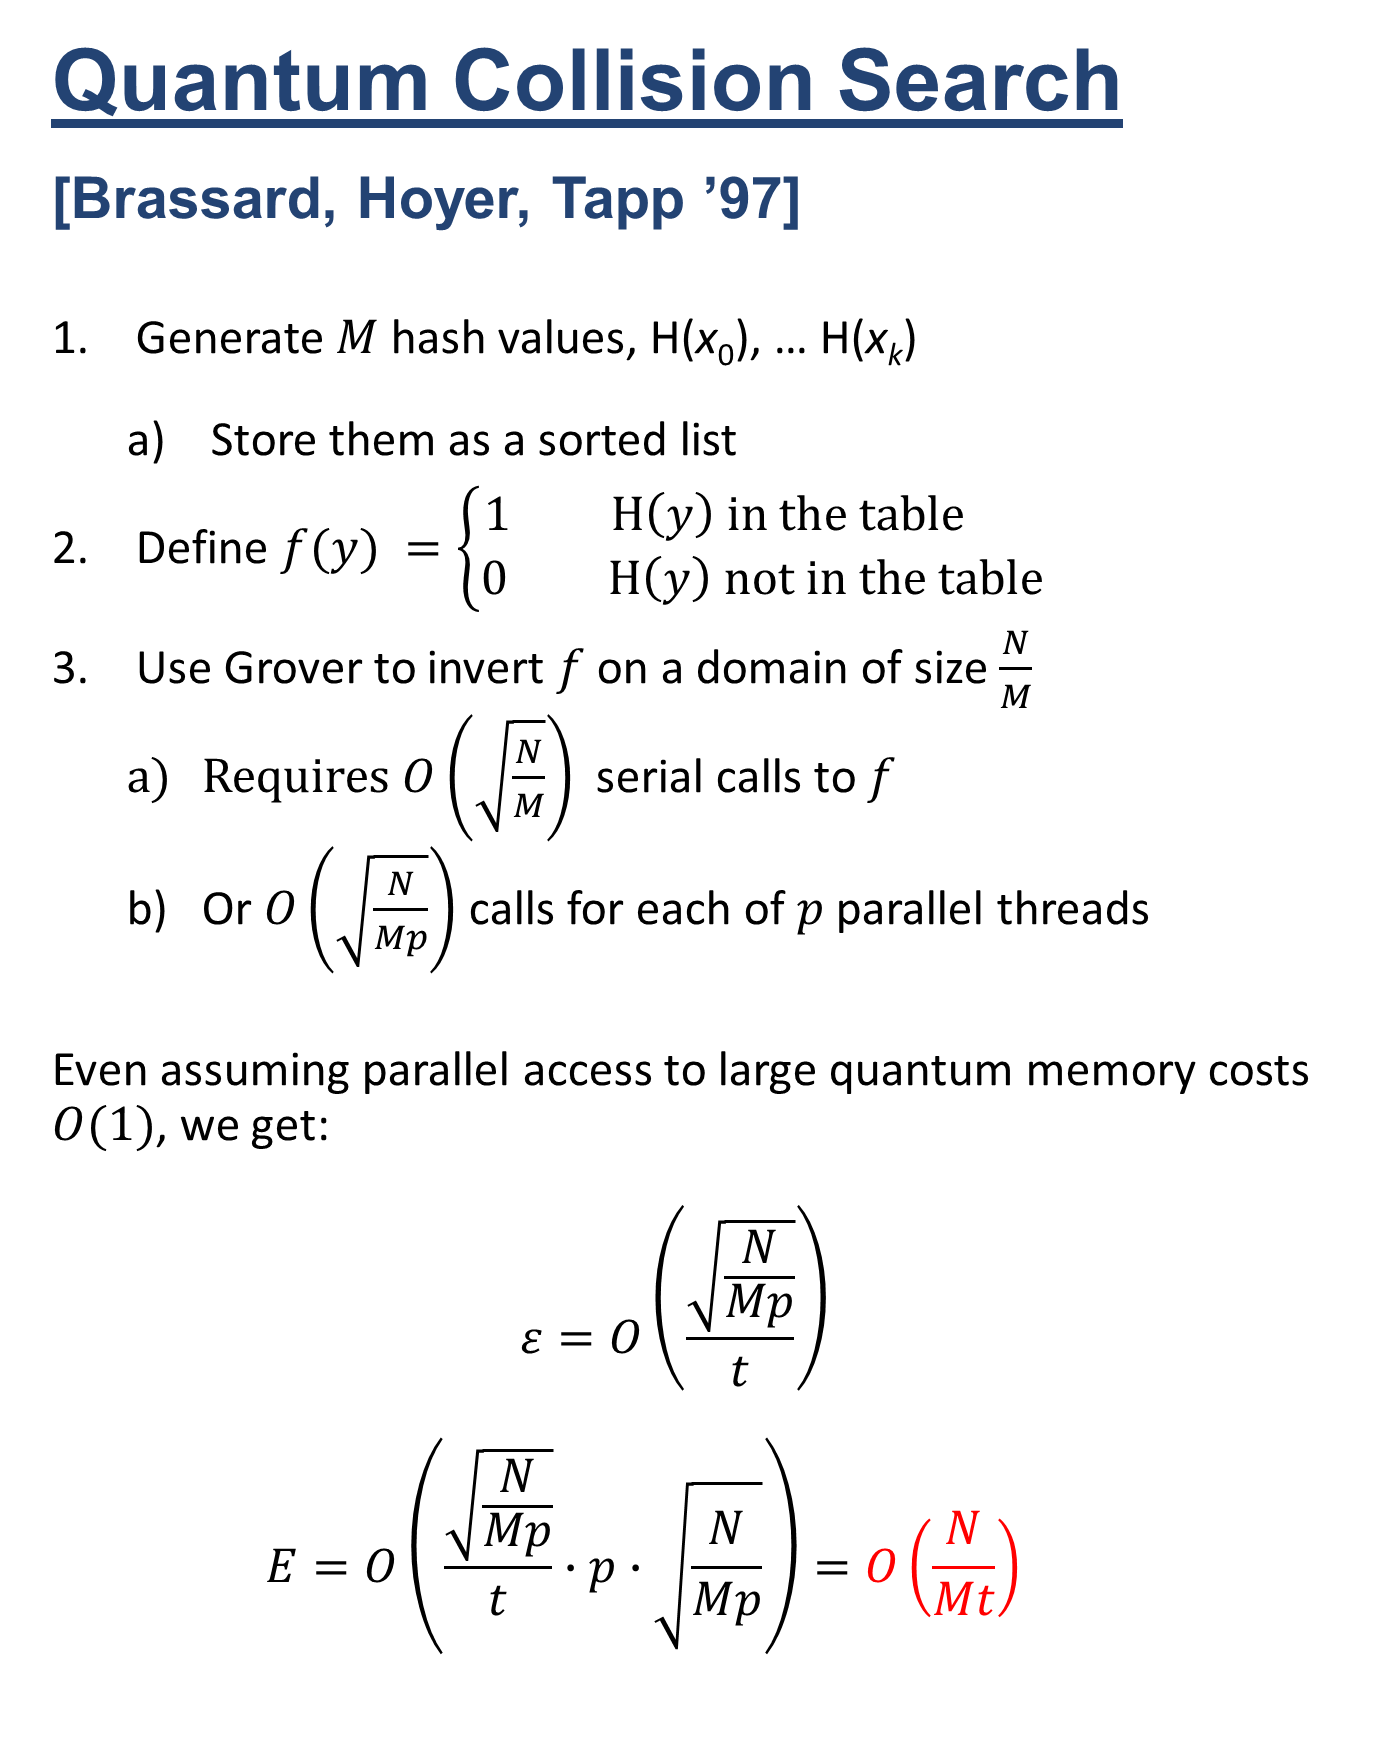 Quantum Collision Search
[Brassard, Hoyer, Tapp ’97]
1. Generate 𝑀 hash values, H(x₀), … H(xₖ)
a) Store them as a sorted list
2. Define 𝑓(𝑦) = {1 H(𝑦) in the table
0 H(𝑦) not in the table
3. Use Grover to invert 𝑓 on a domain of size 𝑁/𝑀
a) Requires 𝑂(√(𝑁/𝑀)) serial calls to 𝑓
b) Or 𝑂(√(𝑁/𝑀𝑝)) calls for each of 𝑝 parallel threads
Even assuming parallel access to large quantum memory costs
𝑂(1), we get:
𝜀 = 𝑂(√(𝑁/𝑀𝑝)/𝑡)
𝐸 = 𝑂(√(𝑁/𝑀𝑝)/𝑡 · 𝑝 · √(𝑁/𝑀𝑝)) = 𝑂(𝑁/𝑀𝑡)